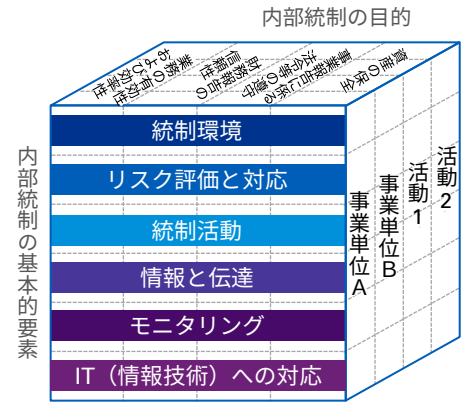 内部統制の目的
業務の有効性
および効率性
財務報告の
信頼性
事業報告に係る
法令等の遵守
資産の保全
内部統制の基本的要素
統制環境
リスク評価と対応
統制活動
情報と伝達
モニタリング
IT（情報技術）への対応
事業単位A
事業単位B
活動1
活動2